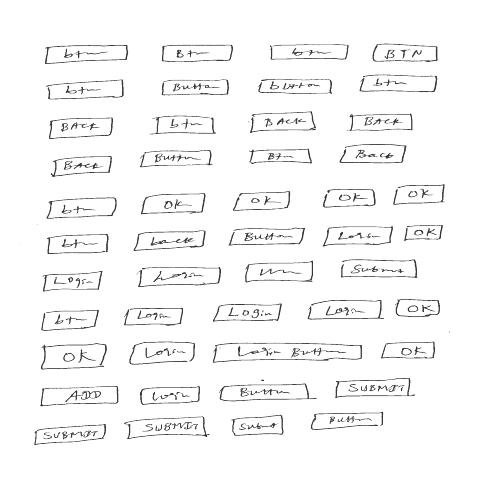 btn Btn btn BTN
btn Button button btn
BACK btn BACK BACK
BACK Button Btn Back
btn OK OK OK OK
btn back Button Login OK
Login Login Submit
btn Login Login Login OK
OK Login Login Button OK
ADD Login Button SUBMIT
SUBMIT SUBMIT Submit Button